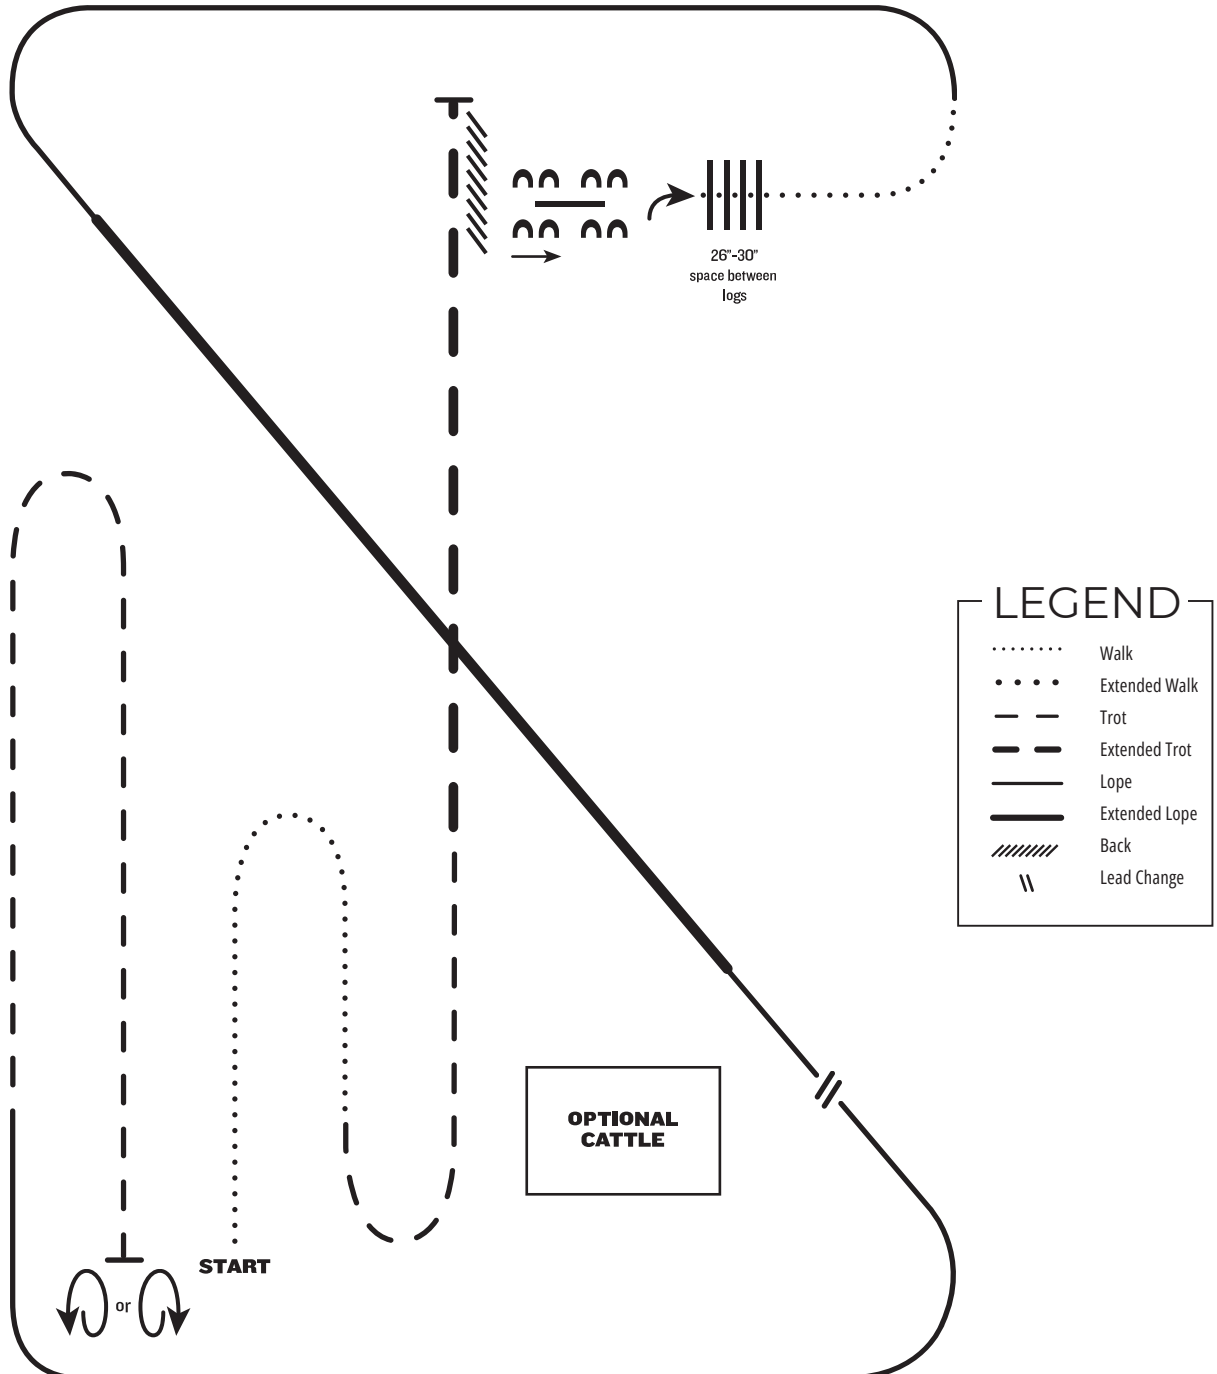 26"-30"
space between
logs
LEGEND
Walk
Extended Walk
Trot
Extended Trot
Lope
Extended Lope
Back
Lead Change
OPTIONAL
CATTLE
START
or